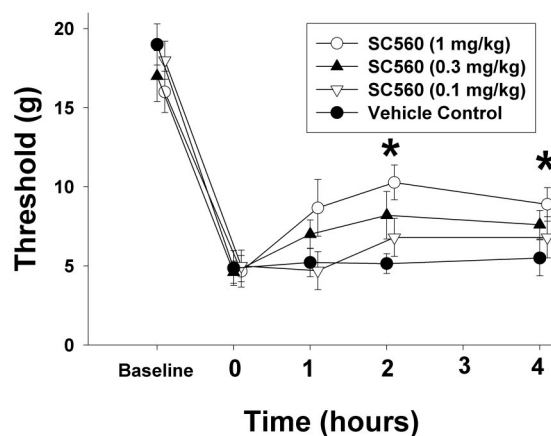 20
15
10
5
0
Threshold (g)
SC560 (1 mg/kg)
SC560 (0.3 mg/kg)
SC560 (0.1 mg/kg)
Vehicle Control
* *
Baseline 0 1 2 3 4
Time (hours)